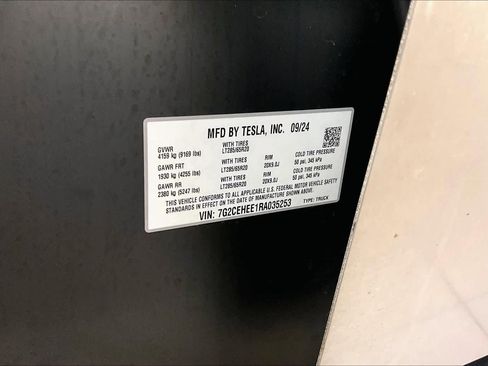 MFD BY TESLA, INC. 09/24
GVWR WITH TIRES
4159 kg (9169 lbs) LT285/65R20
GAWR FRT WITH TIRES RIM COLD TIRE PRESSURE
1930 kg (4255 lbs) LT285/65R20 20X9.0J 50 psi, 345 kPa
GAWR RR WITH TIRES RIM COLD TIRE PRESSURE
2380 kg (5247 lbs) LT285/65R20 20X9.0J 50 psi, 345 kPa
THIS VEHICLE CONFORMS TO ALL APPLICABLE U.S. FEDERAL MOTOR VEHICLE SAFETY
STANDARDS IN EFFECT ON THE DATE OF MANUFACTURE SHOWN ABOVE.
VIN: 7G2CEHEE1RA035253 TYPE: TRUCK